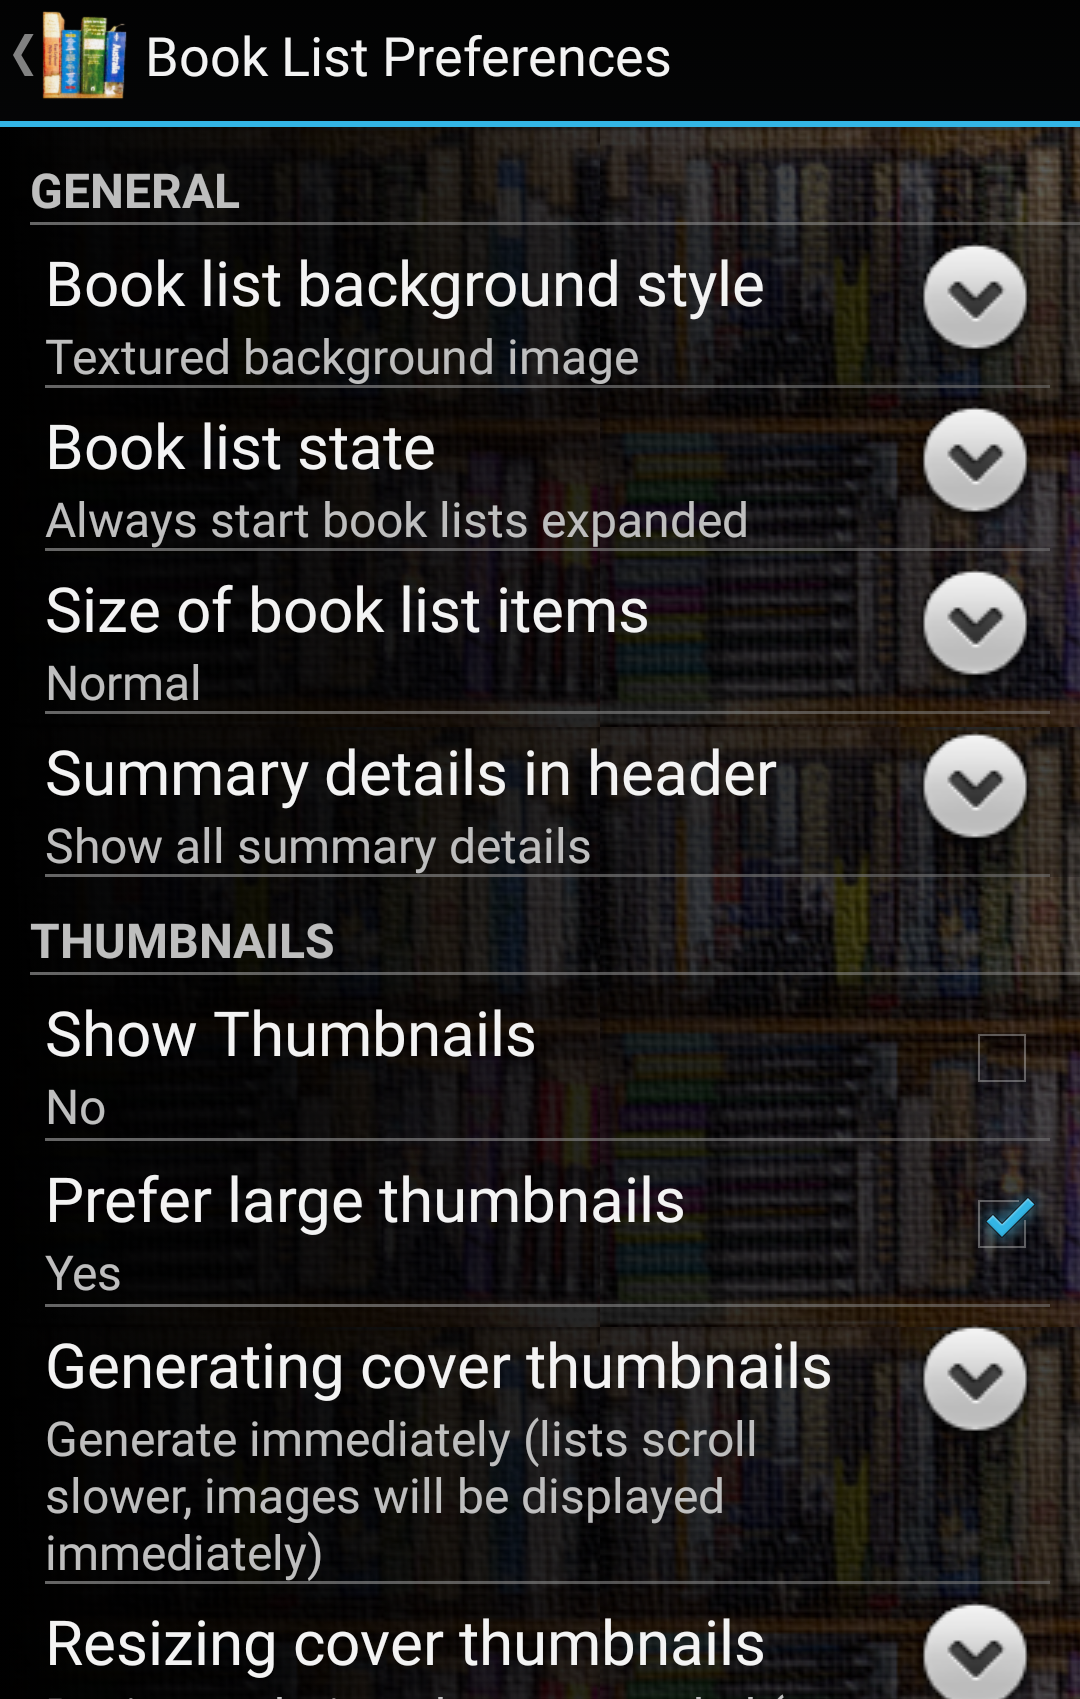 Book List Preferences
GENERAL
Book list background style
Textured background image
Book list state
Always start book lists expanded
Size of book list items
Normal
Summary details in header
Show all summary details
THUMBNAILS
Show Thumbnails
No
Prefer large thumbnails
Yes
Generating cover thumbnails
Generate immediately (lists scroll
slower, images will be displayed
immediately)
Resizing cover thumbnails